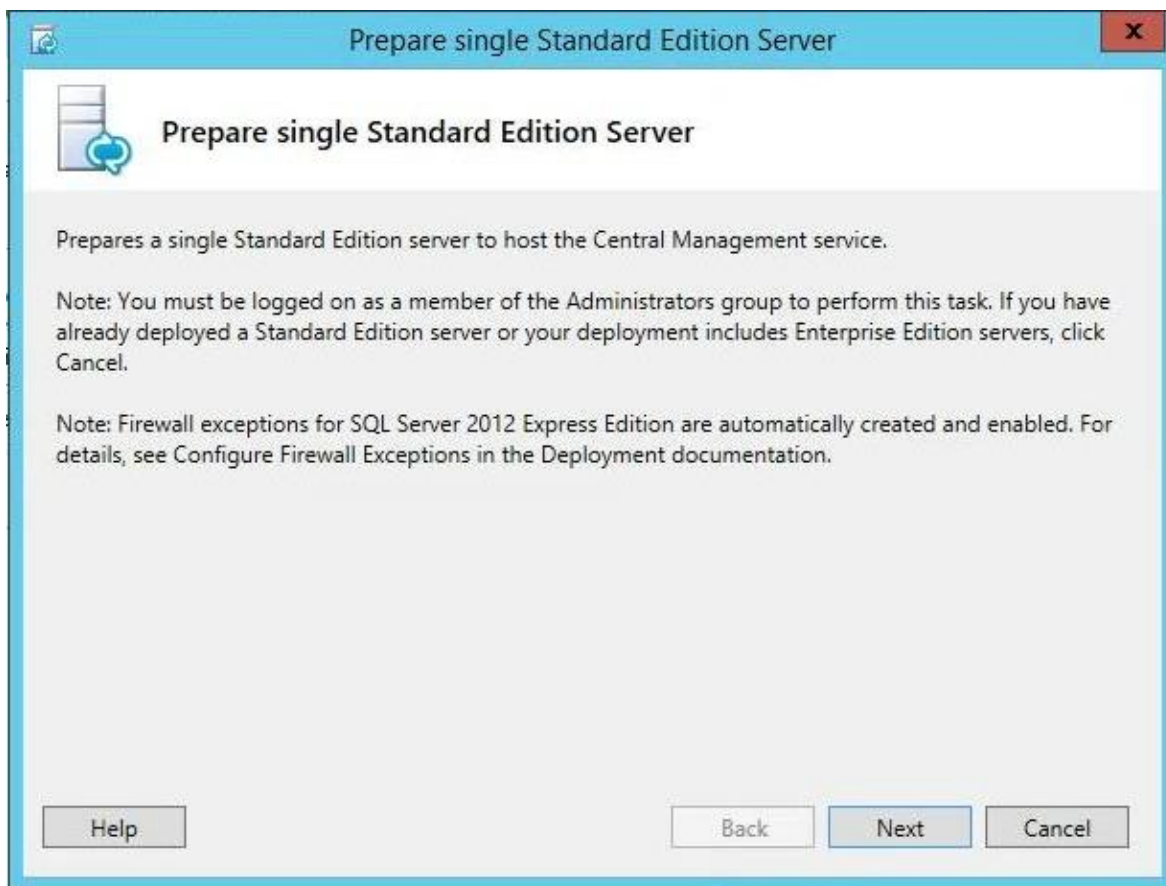 Prepare single Standard Edition Server
x
Prepare single Standard Edition Server
Prepares a single Standard Edition server to host the Central Management service.
Note: You must be logged on as a member of the Administrators group to perform this task. If you have
already deployed a Standard Edition server or your deployment includes Enterprise Edition servers, click
Cancel.
Note: Firewall exceptions for SQL Server 2012 Express Edition are automatically created and enabled. For
details, see Configure Firewall Exceptions in the Deployment documentation.
Help
Back
Next
Cancel